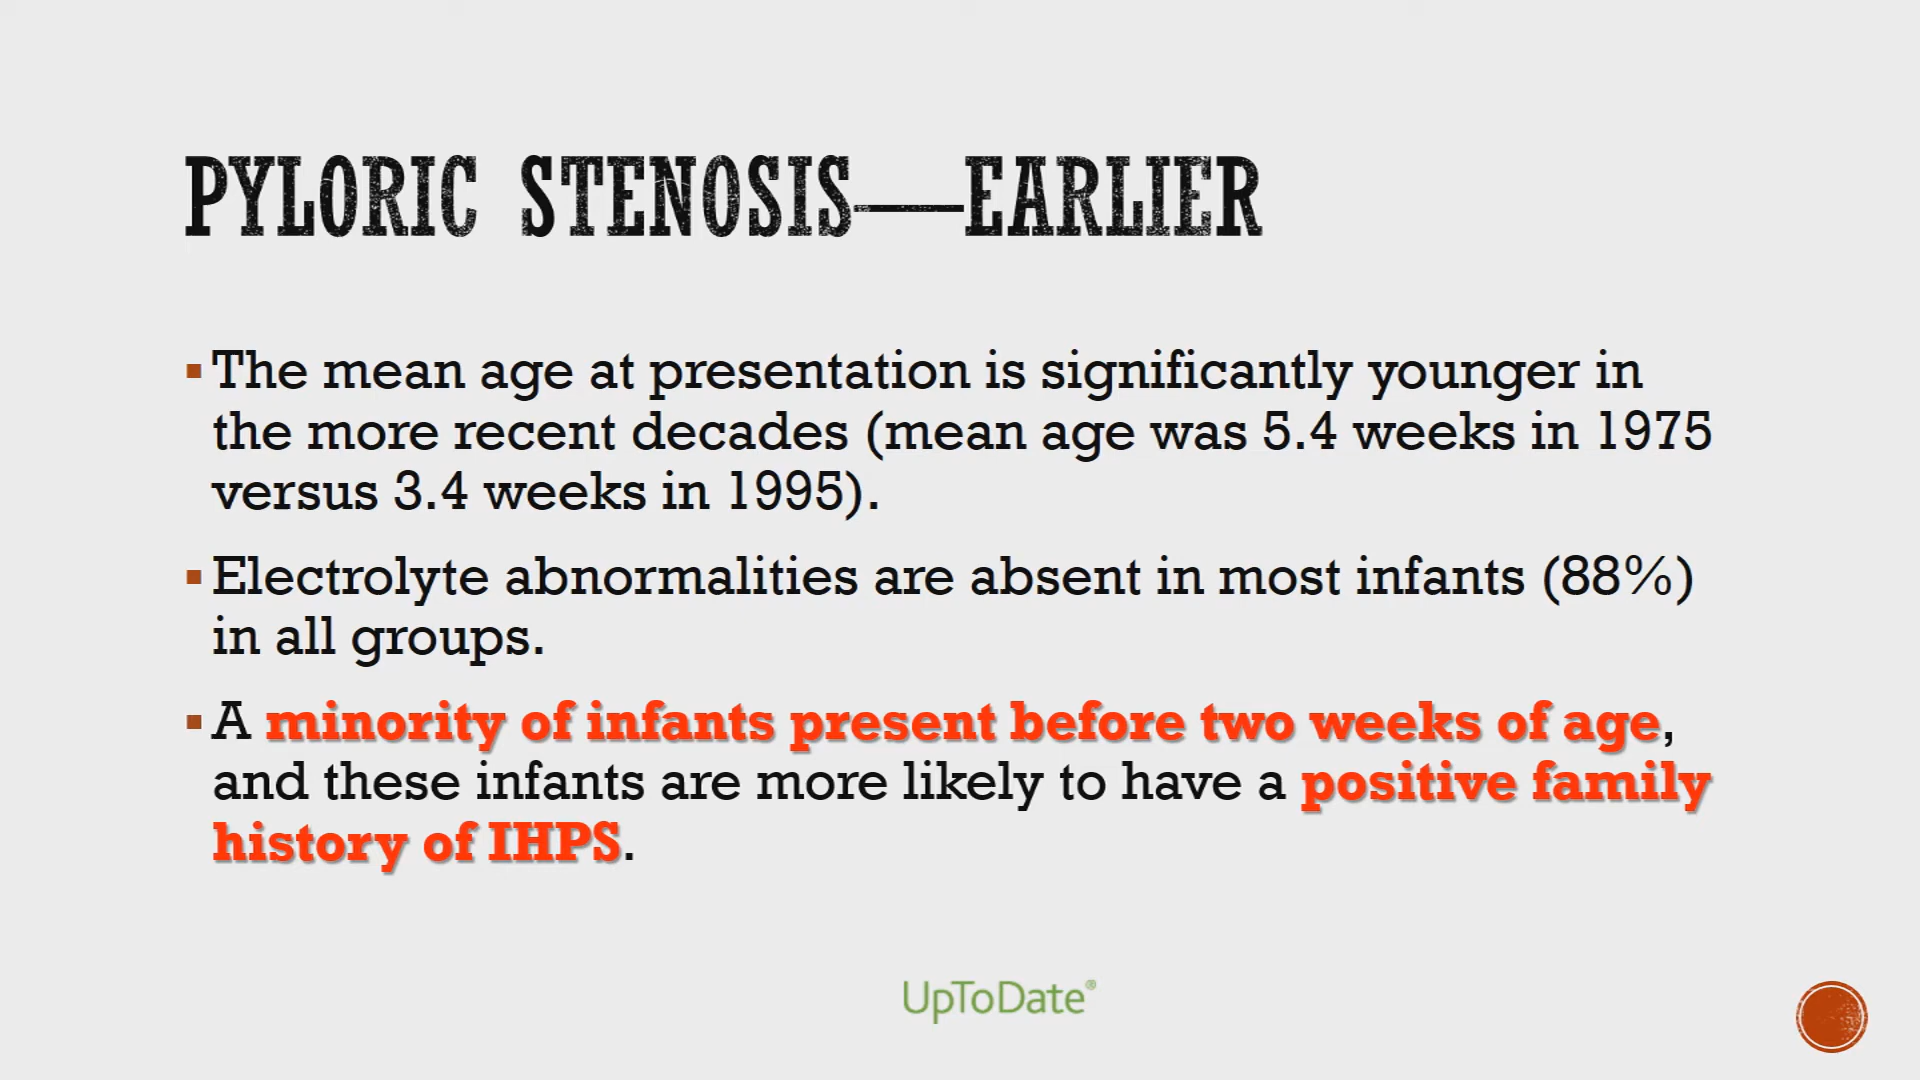 PYLORIC STENOSIS—EARLIER
▪The mean age at presentation is significantly younger in
the more recent decades (mean age was 5.4 weeks in 1975
versus 3.4 weeks in 1995).
▪Electrolyte abnormalities are absent in most infants (88%)
in all groups.
▪A minority of infants present before two weeks of age,
and these infants are more likely to have a positive family
history of IHPS.
UpToDate®